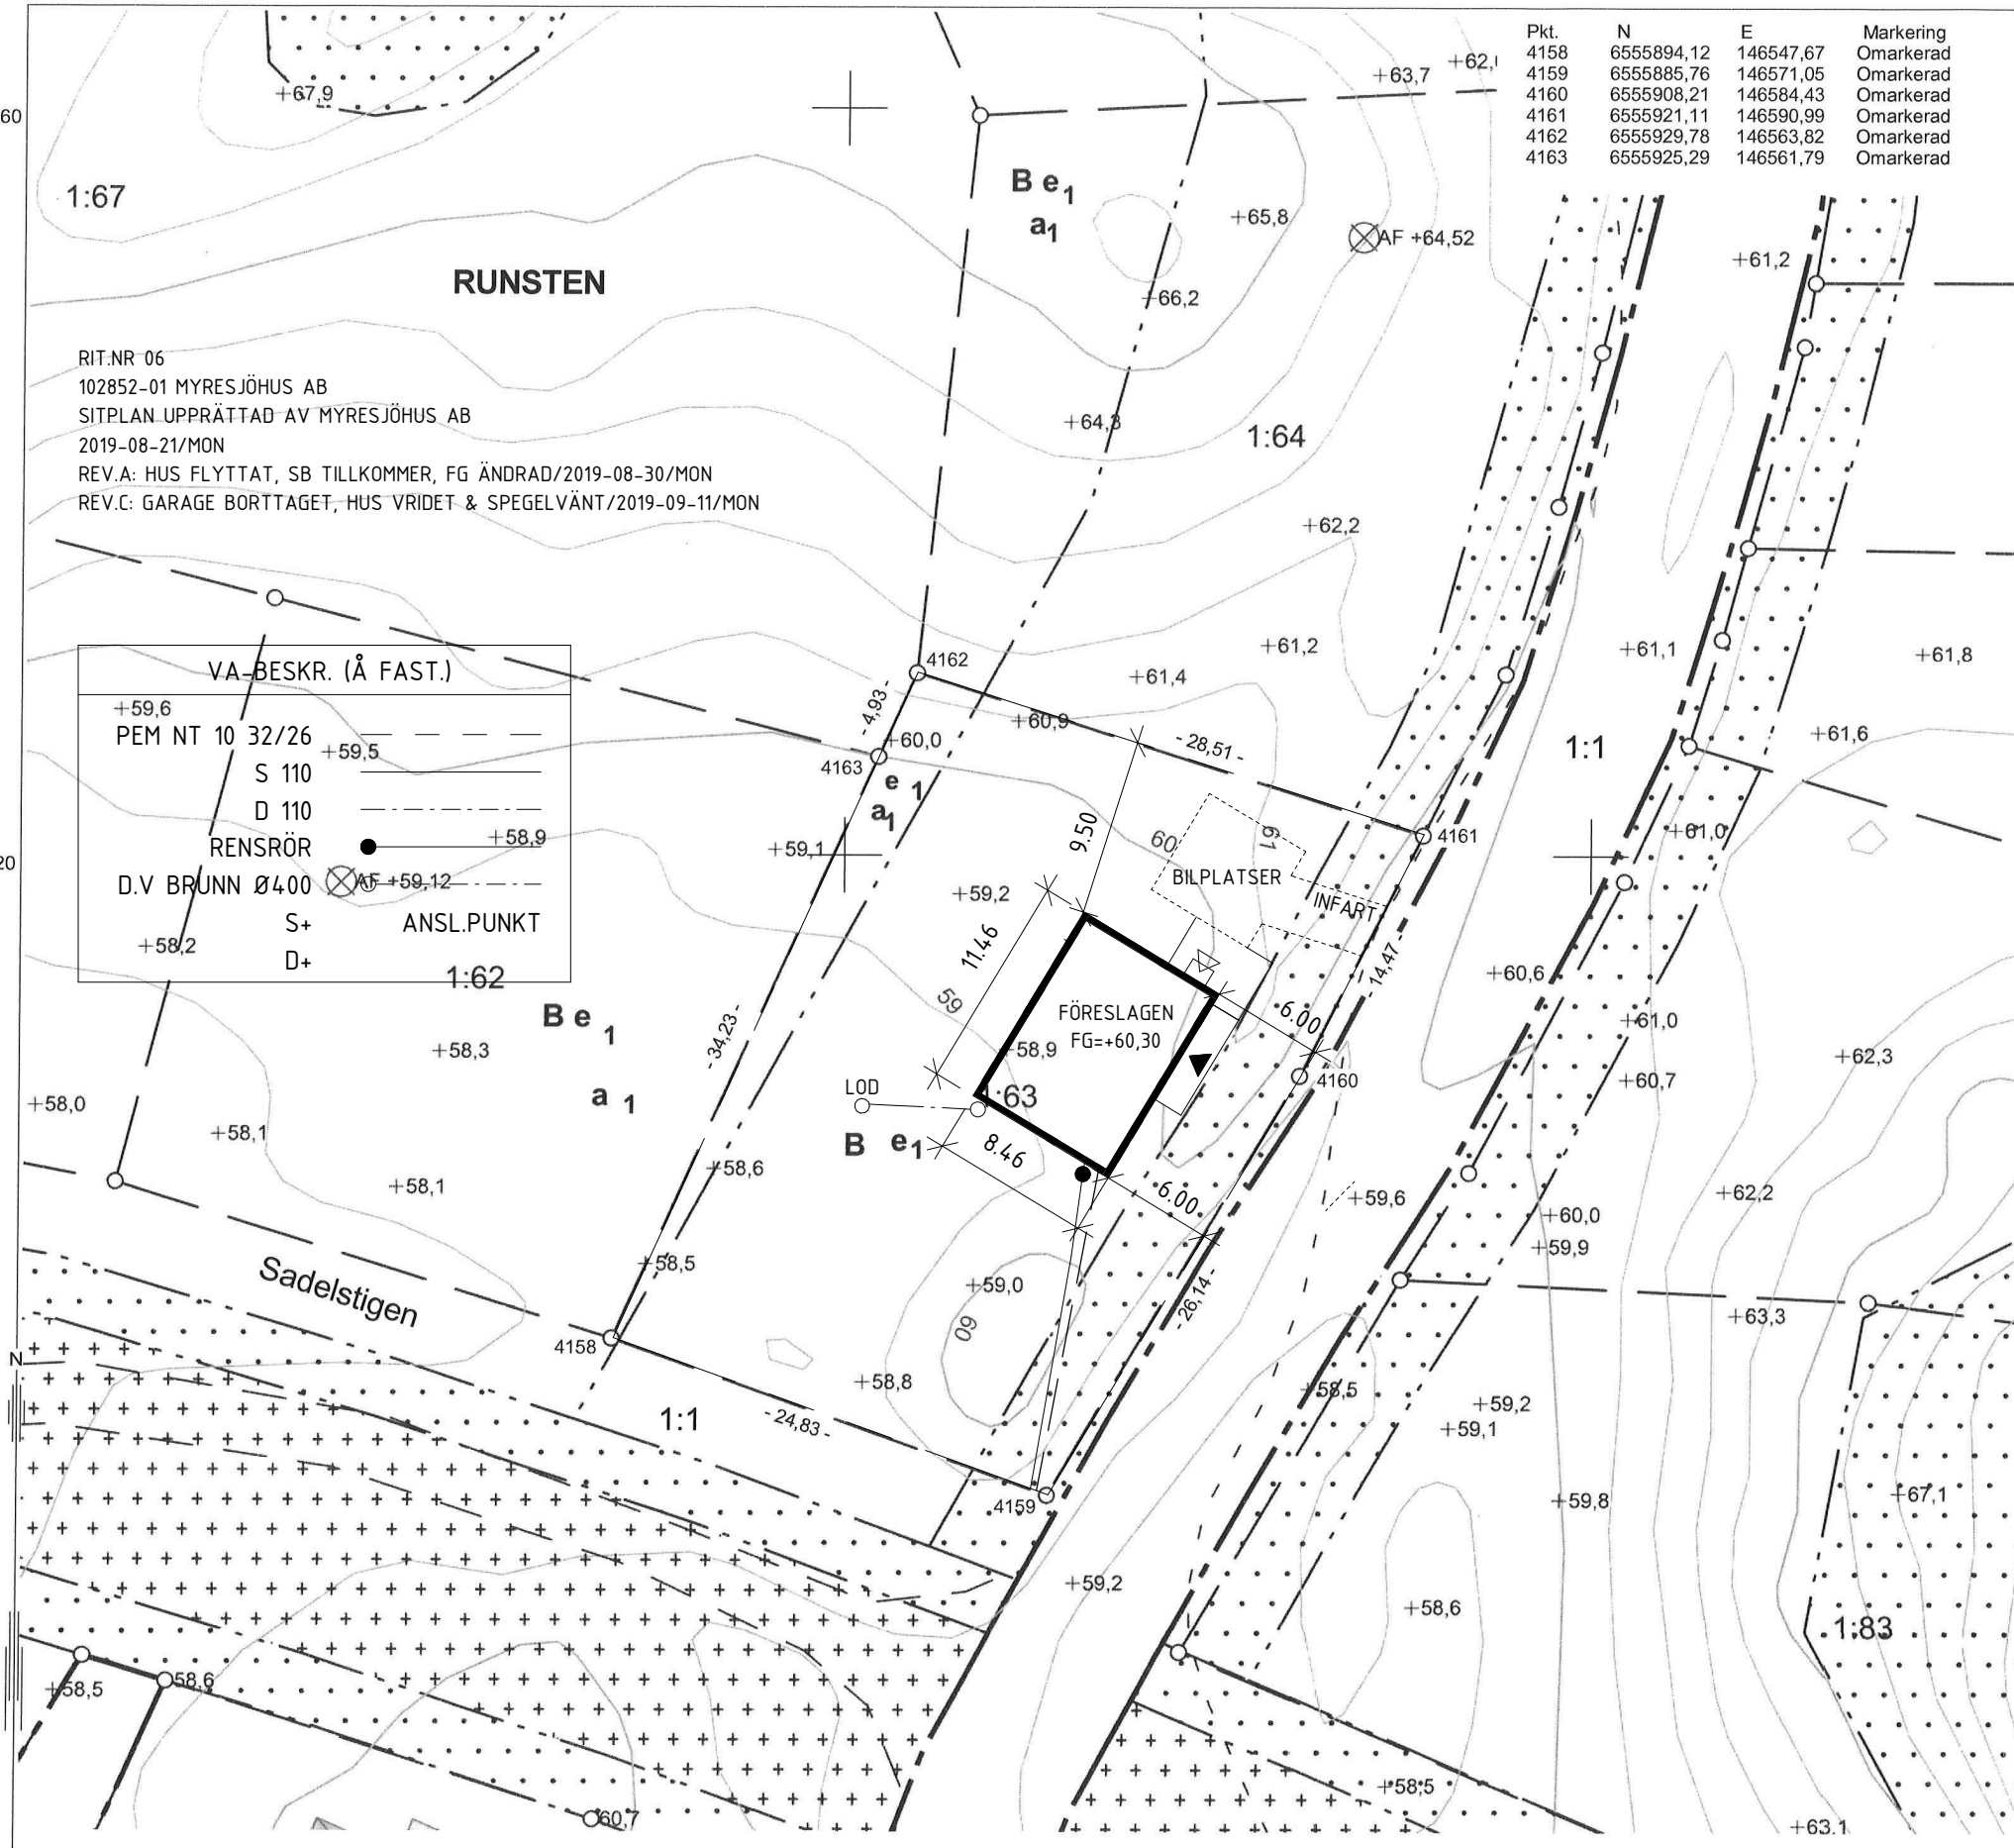 Pkt. N E Markering
4158 6555894,12 146547,67 Omarkerad
4159 6555885,76 146571,05 Omarkerad
4160 6555908,21 146584,43 Omarkerad
4161 6555921,11 146590,99 Omarkerad
4162 6555929,78 146563,82 Omarkerad
4163 6555925,29 146561,79 Omarkerad
+63,7
+67,9
60
1:67
B e1
a1
+65,8
AF +64,52
+61,2
RUNSTEN
+66,2
RIT.NR 06
102852-01 MYRESJÖHUS AB
SITPLAN UPPRÄTTAD AV MYRESJÖHUS AB
2019-08-21/MON
REV.A: HUS FLYTTAT, SB TILLKOMMER, FG ÄNDRAD/2019-08-30/MON
REV.C: GARAGE BORTTAGET, HUS VRIDET & SPEGELVÄNT/2019-09-11/MON
+64,3
1:64
+62,2
+61,2
+61,1
+61,8
4162
+61,4
VA-BESKR. (Å FAST.)
+59,6
PEM NT 10 32/26
+59,5
S 110
D 110
RENSRÖR
+58,9
D.V BRUNN Ø400
AF +59,12
S+ ANSL.PUNKT
+58,2
D+
1:62
-4,93-
+60,9
+60,0
4163
-28,51-
1:1
+61,6
e 1
a1
9.50
60
61
4161
+61,0
+59,1
20
BILPLATSER
INFART
+59,2
11.46
-14,47-
+60,6
59
FÖRESLAGEN
FG=+60,30
6.00
+61,0
B e 1
+58,3
-34,23-
+58,9
+62,3
4160
+60,7
a 1
LOD
1:63
+58,0
+58,1
B e1
8.46
+58,6
+58,1
6.00
+59,6
+62,2
+60,0
+59,9
+58,5
Sadelstigen
+59,0
-26,14-
60
+63,3
4158
N
+58,8
+58,5
+59,2
+59,1
1:1
-24,83-
4159
+59,8
+67,1
+59,2
+58,6
1:83
58,6
+58,5
+58,5
60,7
+63,1